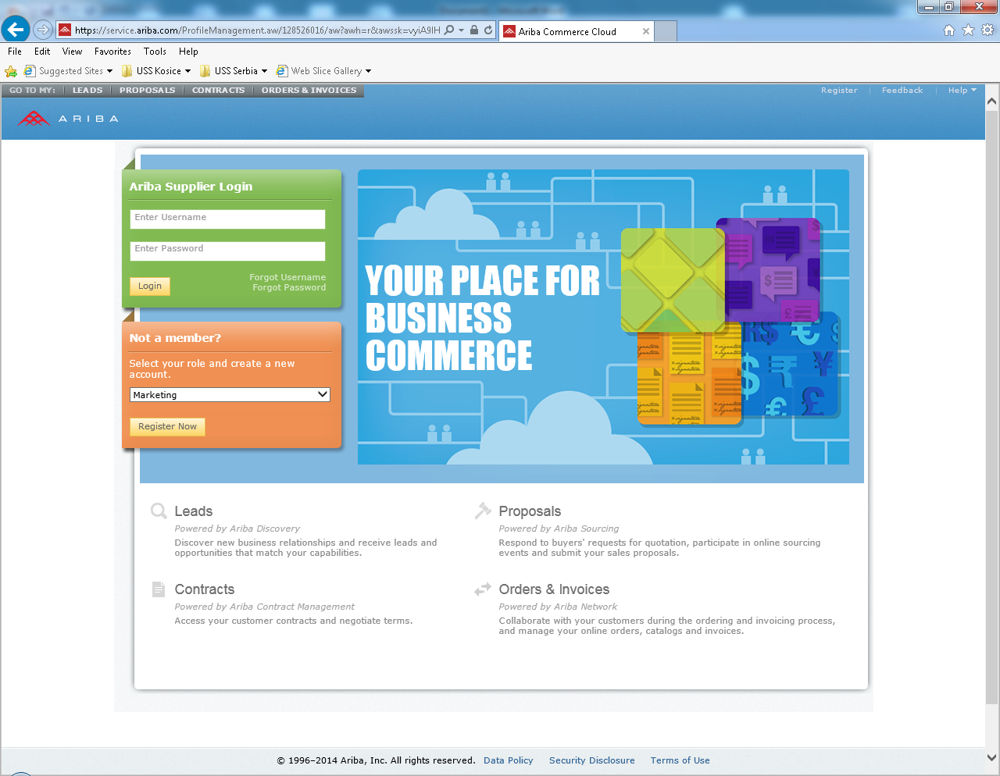 https://service.ariba.com/ProfileManagement.aw/128526016/aw?awh=r&awssk=vyiA9IH
Ariba Commerce Cloud
File Edit View Favorites Tools Help
Suggested Sites USS Kosice USS Serbia Web Slice Gallery
GO TO MY: LEADS PROPOSALS CONTRACTS ORDERS & INVOICES
Register Feedback Help
ARIBA
Ariba Supplier Login
Enter Username
Enter Password
Login
Forgot Username
Forgot Password
Not a member?
Select your role and create a new
account.
Marketing
Register Now
YOUR PLACE FOR
BUSINESS
COMMERCE
Leads
Powered by Ariba Discovery
Discover new business relationships and receive leads and
opportunities that match your capabilities.
Proposals
Powered by Ariba Sourcing
Respond to buyers' requests for quotation, participate in online sourcing
events and submit your sales proposals.
Contracts
Powered by Ariba Contract Management
Access your customer contracts and negotiate terms.
Orders & Invoices
Powered by Ariba Network
Collaborate with your customers during the ordering and invoicing process,
and manage your online orders, catalogs and invoices.
© 1996–2014 Ariba, Inc. All rights reserved. Data Policy Security Disclosure Terms of Use